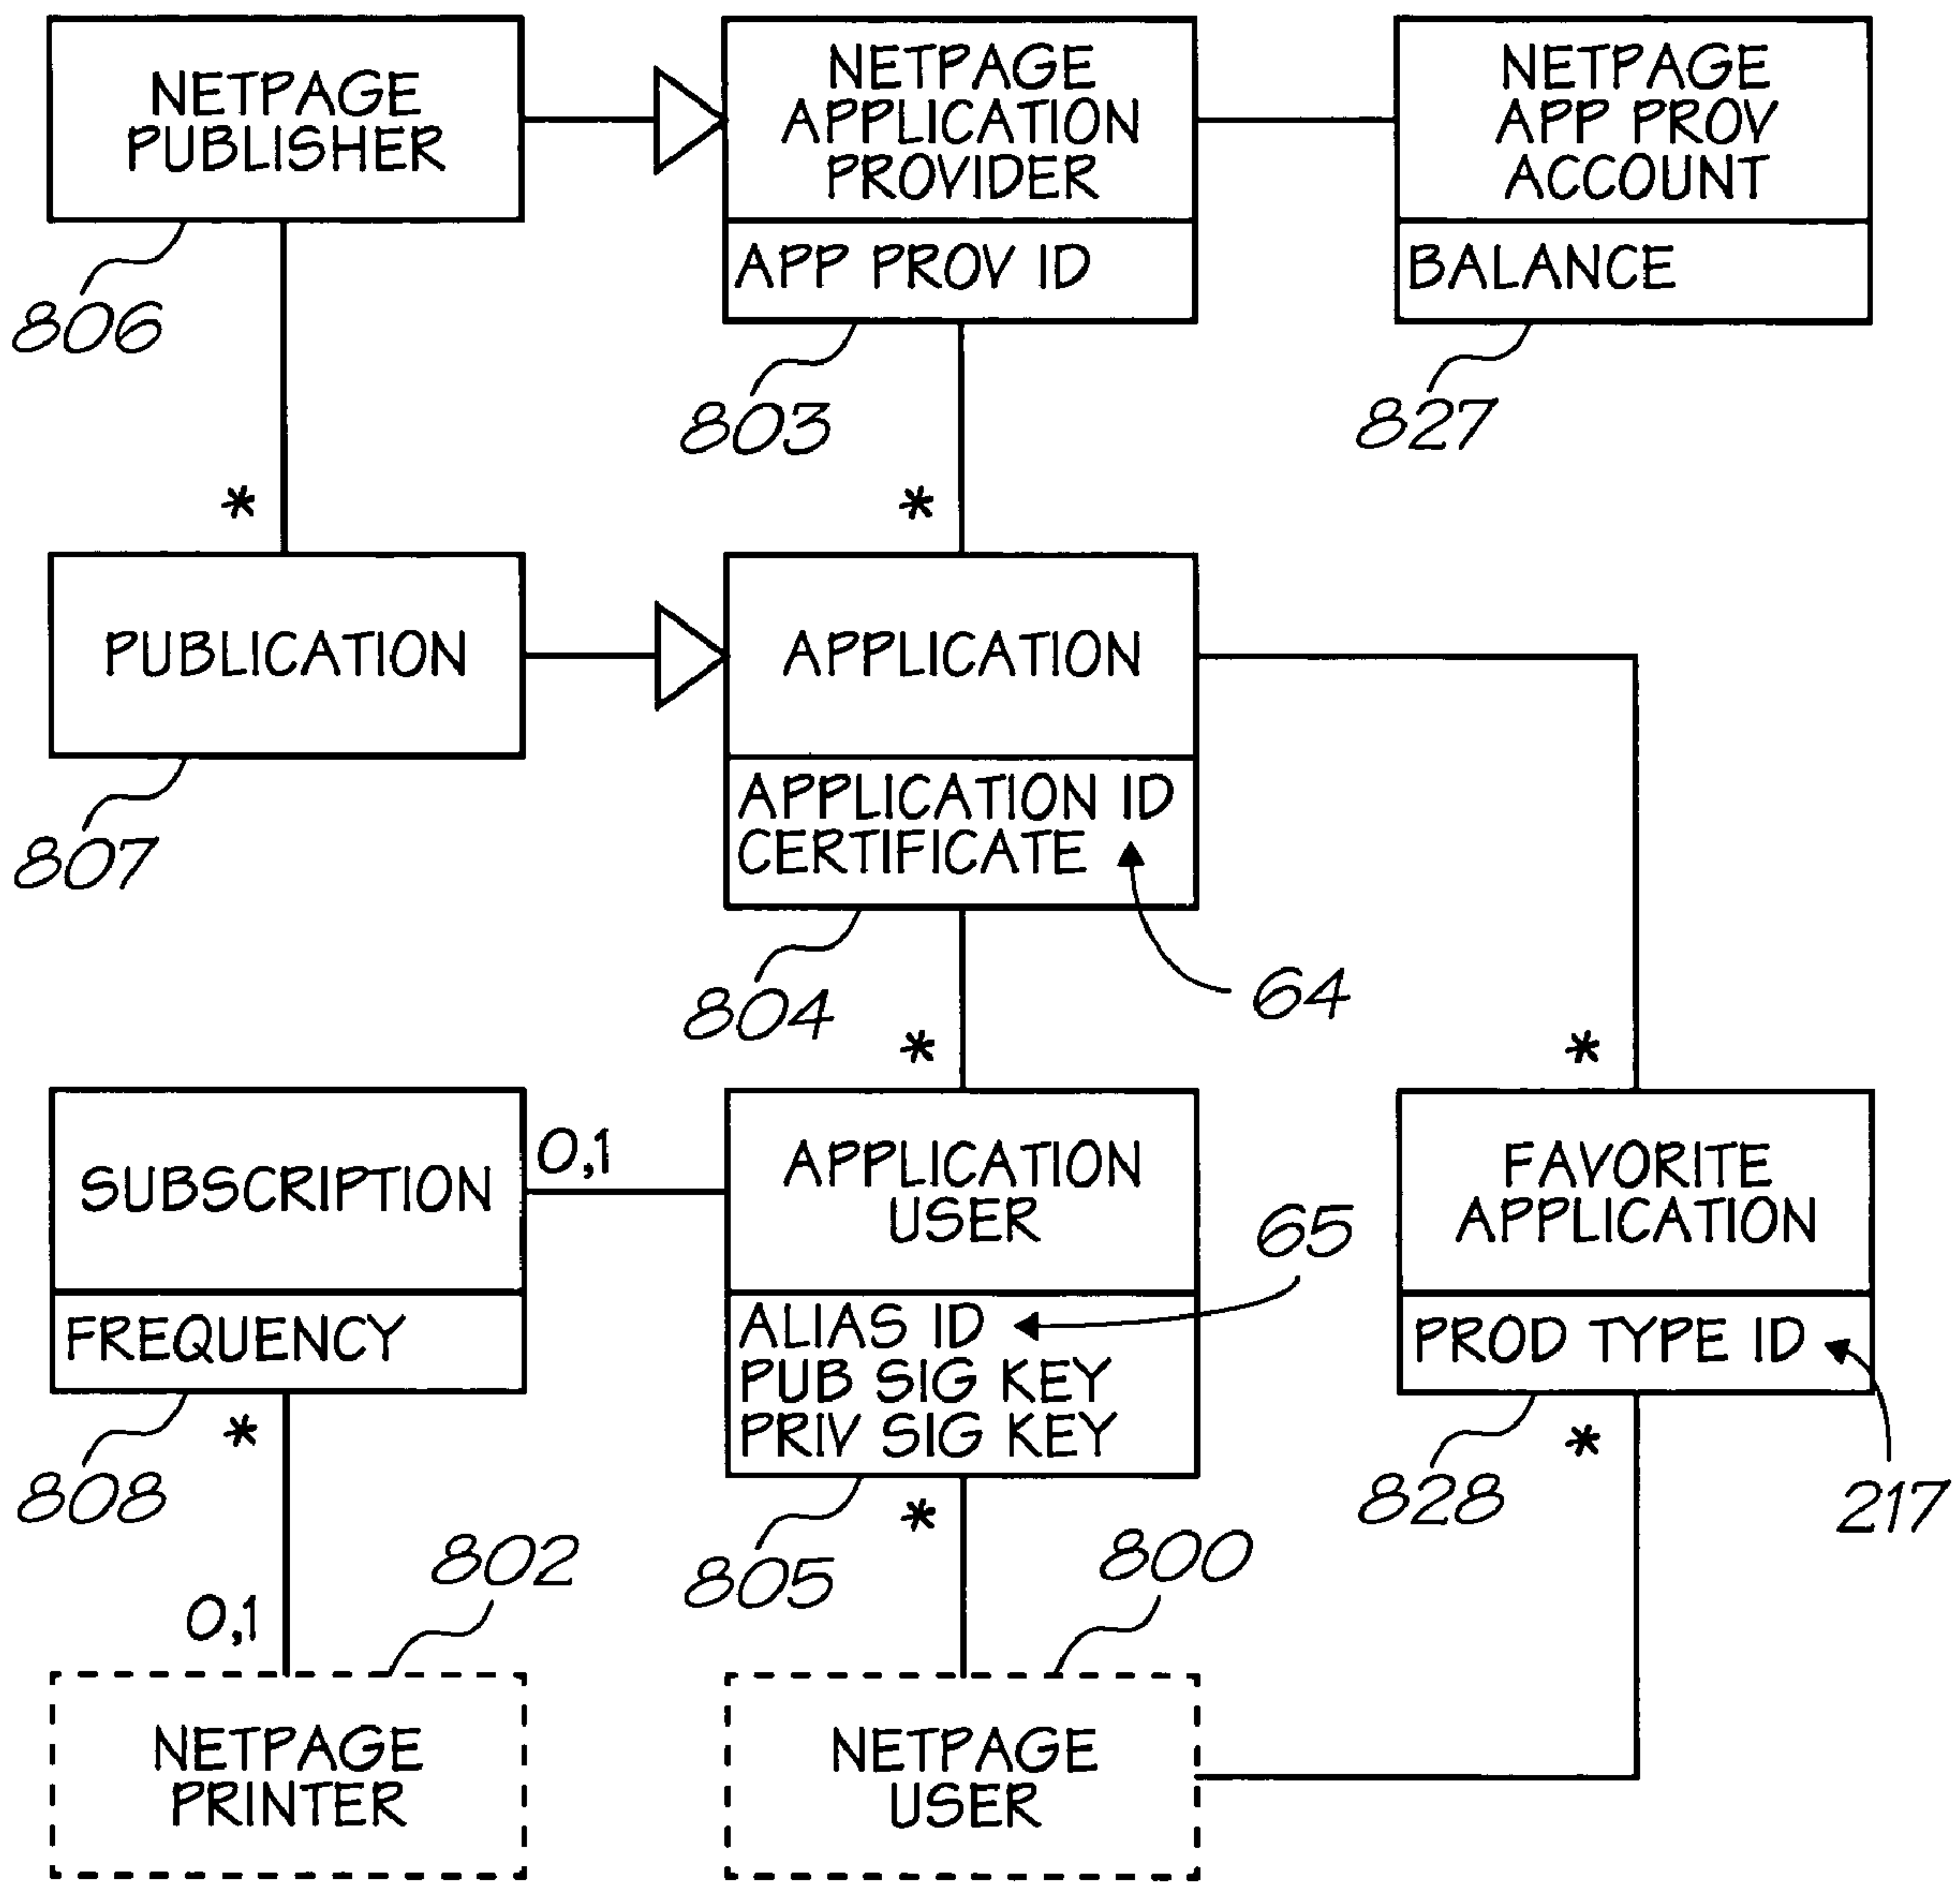 NETPAGE
PUBLISHER
806
NETPAGE
APPLICATION
PROVIDER
APP PROV ID
803
NETPAGE
APP PROV
ACCOUNT
BALANCE
827
*
*
PUBLICATION
807
APPLICATION
APPLICATION ID
CERTIFICATE
64
804
*
*
SUBSCRIPTION
0,1
FREQUENCY
808
*
APPLICATION
USER
65
ALIAS ID
PUB SIG KEY
PRIV SIG KEY
805
*
FAVORITE
APPLICATION
PROD TYPE ID
828
*
217
802
800
0,1
NETPAGE
PRINTER
NETPAGE
USER